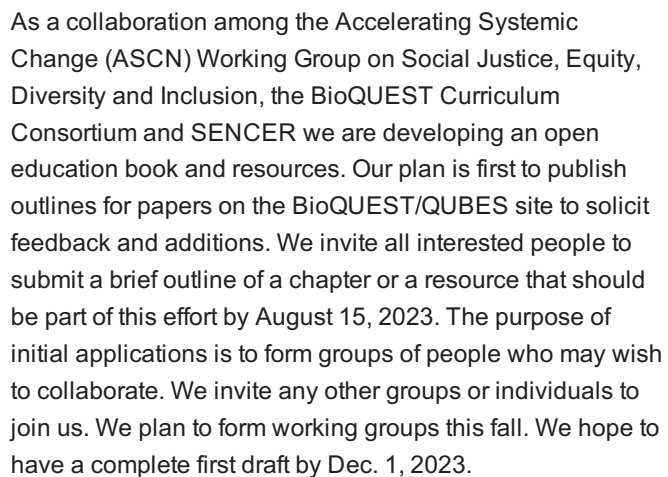 As a collaboration among the Accelerating Systemic
Change (ASCN) Working Group on Social Justice, Equity,
Diversity and Inclusion, the BioQUEST Curriculum
Consortium and SENCER we are developing an open
education book and resources. Our plan is first to publish
outlines for papers on the BioQUEST/QUBES site to solicit
feedback and additions. We invite all interested people to
submit a brief outline of a chapter or a resource that should
be part of this effort by August 15, 2023. The purpose of
initial applications is to form groups of people who may wish
to collaborate. We invite any other groups or individuals to
join us. We plan to form working groups this fall. We hope to
have a complete first draft by Dec. 1, 2023.